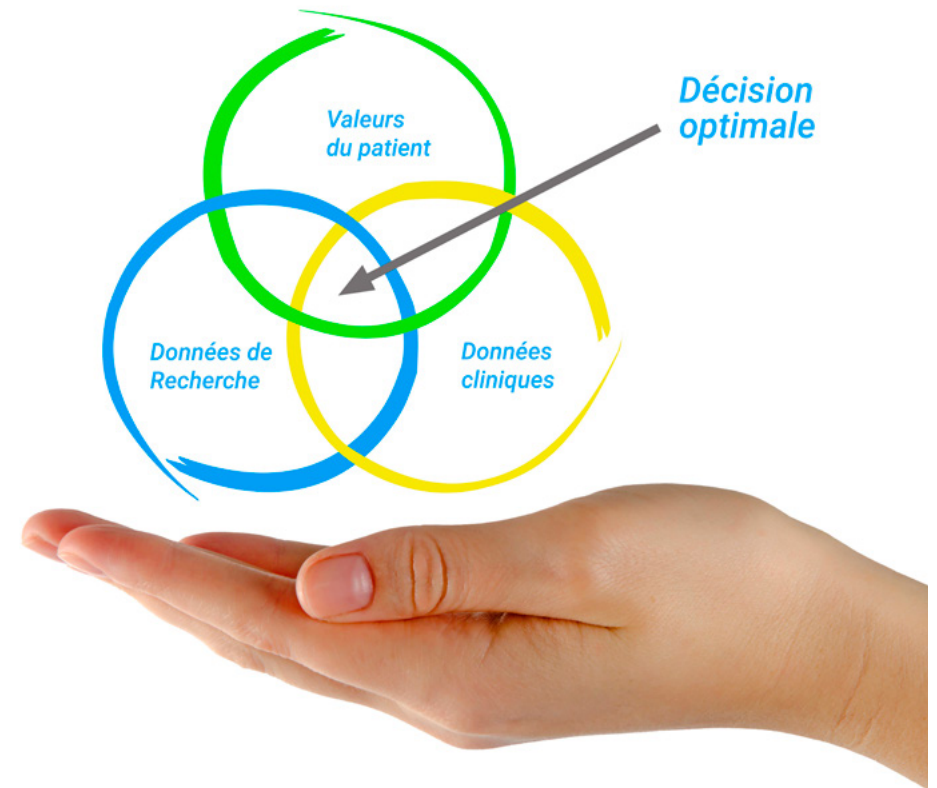 Valeurs
du patient
Décision
optimale
Données de
Recherche
Données
cliniques